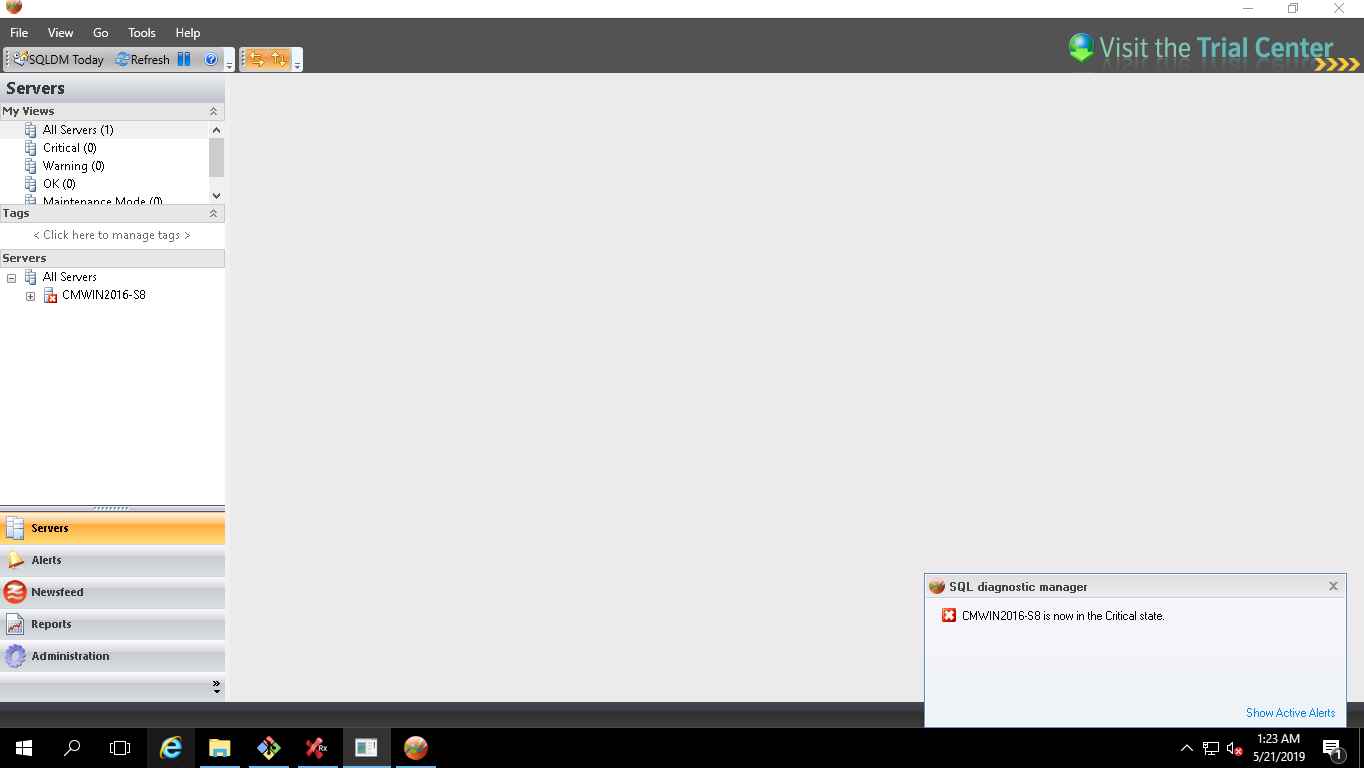 File View Go Tools Help
SQLDM Today Refresh
Visit the Trial Center
Servers
My Views
All Servers (1)
Critical (0)
Warning (0)
OK (0)
Maintenance Mode (0)
Tags
< Click here to manage tags >
Servers
All Servers
CMWIN2016-S8
Servers
Alerts
Newsfeed
Reports
Administration
SQL diagnostic manager
CMWIN2016-S8 is now in the Critical state.
Show Active Alerts
Rx
1:23 AM
5/21/2019
1